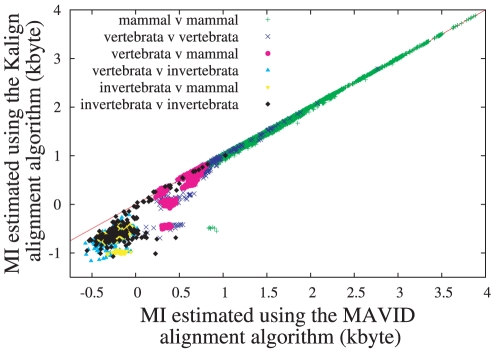 mammal v mammal
vertebrata v vertebrata
vertebrata v mammal
vertebrata v invertebrata
invertebrata v mammal
invertebrata v invertebrata
MI estimated using the Kalign
alignment algorithm (kbyte)
4
3
2
1
0
-1
-0.5 0 0.5 1 1.5 2 2.5 3 3.5 4
MI estimated using the MAVID
alignment algorithm (kbyte)